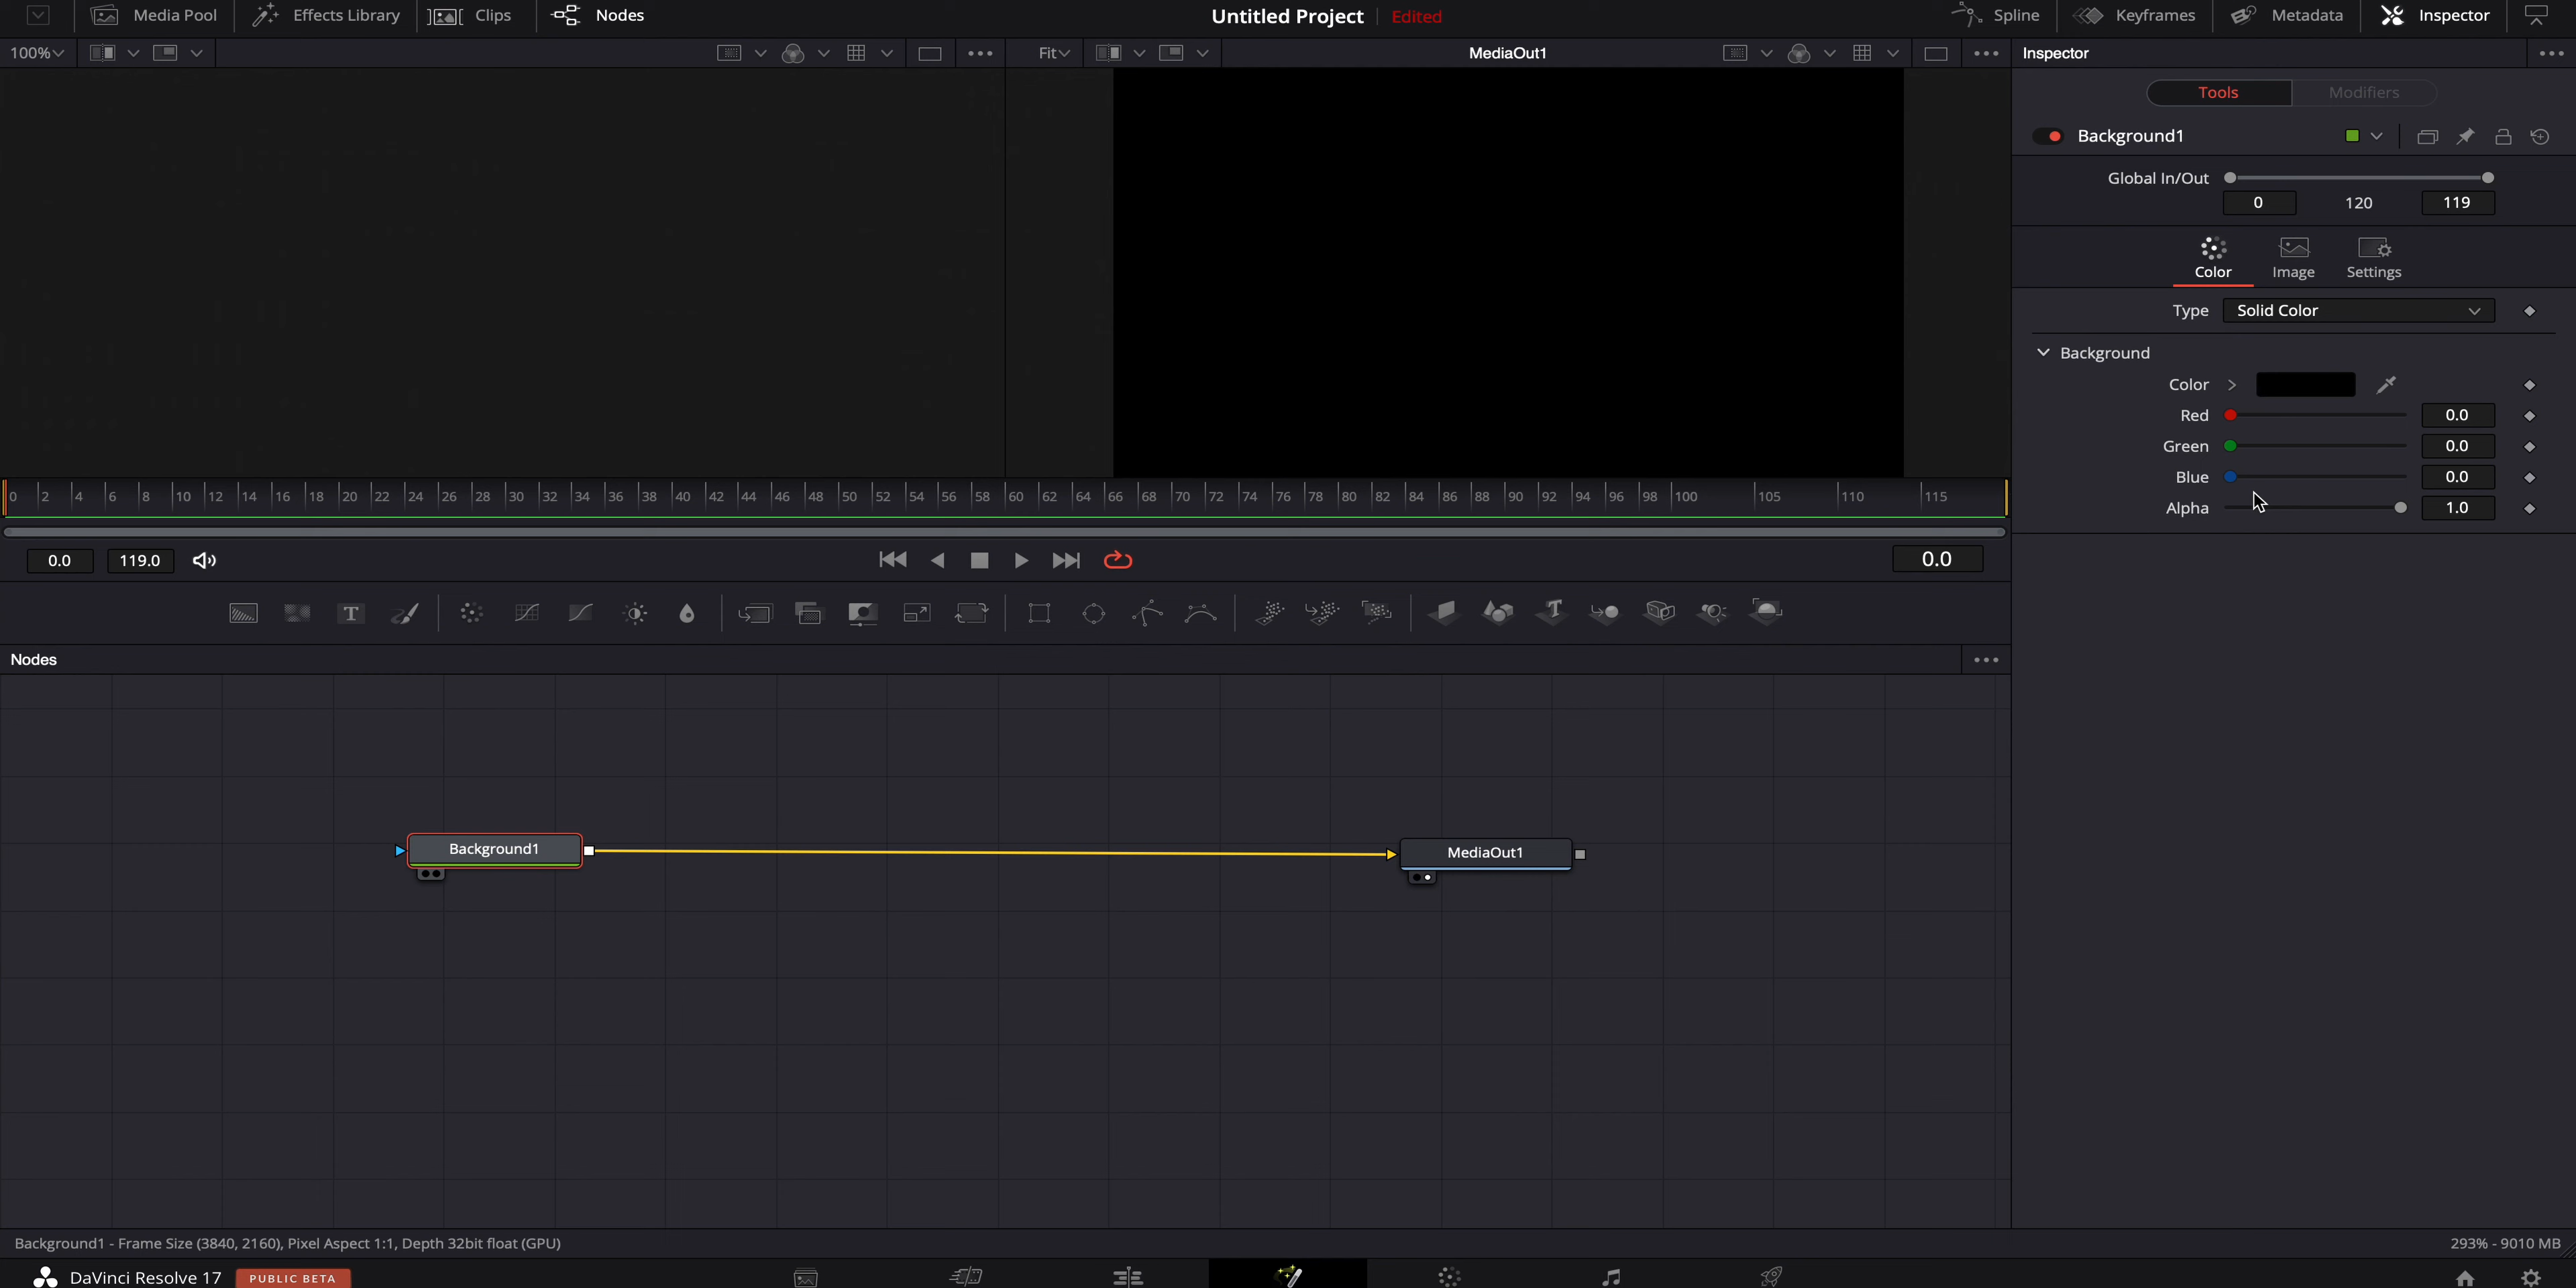 Media Pool Effects Library Clips Nodes Untitled Project Edited Spline Keyframes Metadata Inspector
100% Fit MediaOut1 Inspector
Tools Modifiers
Background1
Global In/Out
0 120 119
Color Image Settings
Type Solid Color
Background
Color
Red 0.0
Green 0.0
Blue 0.0
Alpha 1.0
0 2 4 6 8 10 12 14 16 18 20 22 24 26 28 30 32 34 36 38 40 42 44 46 48 50 52 54 56 58 60 62 64 66 68 70 72 74 76 78 80 82 84 86 88 90 92 94 96 98 100 105 110 115
0.0 119.0 0.0
T T
Nodes
Background1 MediaOut1
Background1 - Frame Size (3840, 2160), Pixel Aspect 1:1, Depth 32bit float (GPU) 293% - 9010 MB
DaVinci Resolve 17 PUBLIC BETA